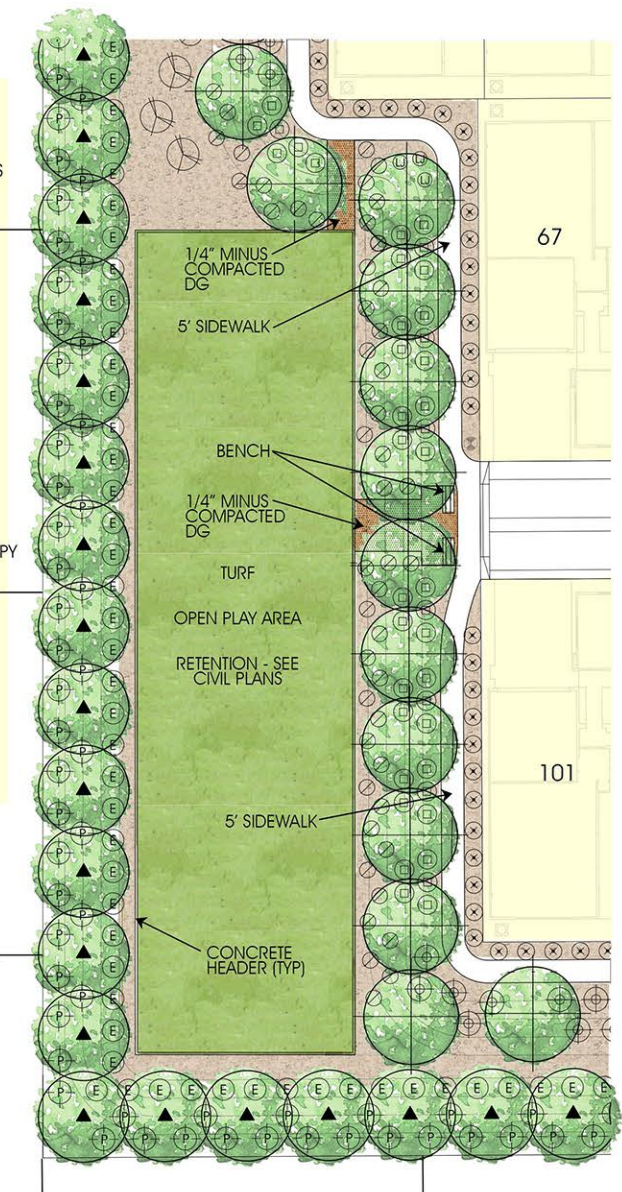 S
1/4" MINUS
COMPACTED
DG
67
5' SIDEWALK
BENCH
1/4" MINUS
COMPACTED
DG
PY
TURF
OPEN PLAY AREA
RETENTION - SEE
CIVIL PLANS
101
5' SIDEWALK
CONCRETE
HEADER (TYP)